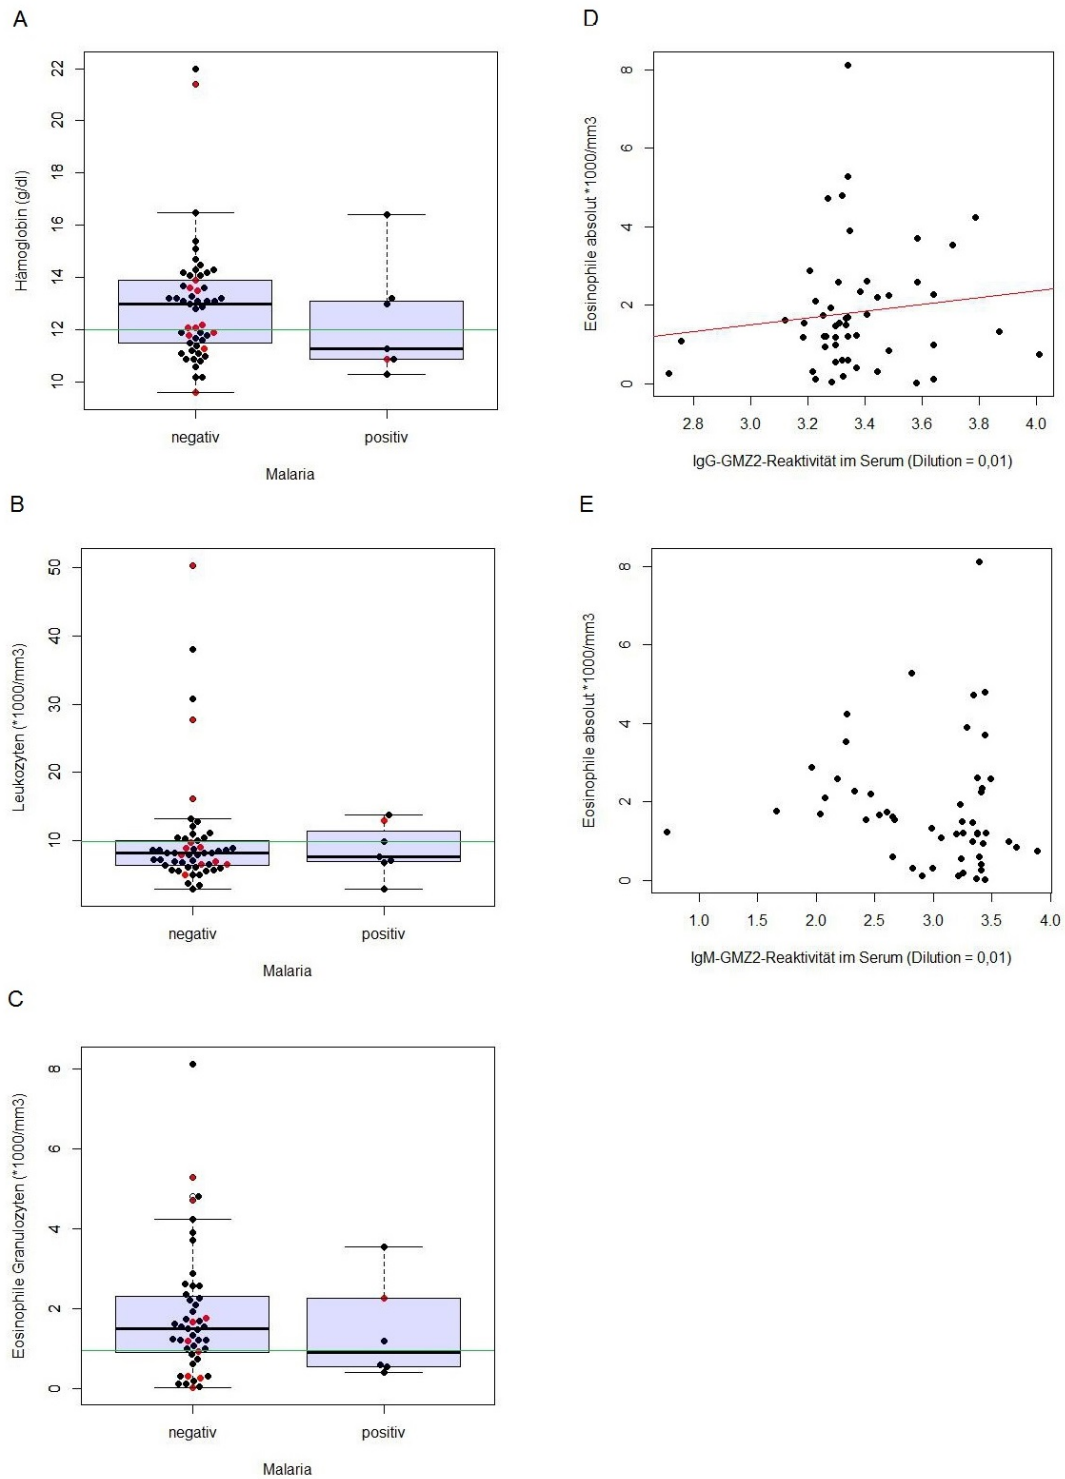 A
22
20
18
16
14
12
10
Hämoglobin (g/dl)
negativ positiv
Malaria
B
50
40
30
20
10
Leukozyten (*1000/mm3)
negativ positiv
Malaria
C
8
6
4
2
0
Eosinophile Granulozyten (*1000/mm3)
negativ positiv
Malaria
D
8
6
4
2
0
Eosinophile absolut *1000/mm3
2.8 3.0 3.2 3.4 3.6 3.8 4.0
IgG-GMZ2-Reaktivität im Serum (Dilution = 0,01)
E
8
6
4
2
0
Eosinophile absolut *1000/mm3
1.0 1.5 2.0 2.5 3.0 3.5 4.0
IgM-GMZ2-Reaktivität im Serum (Dilution = 0,01)